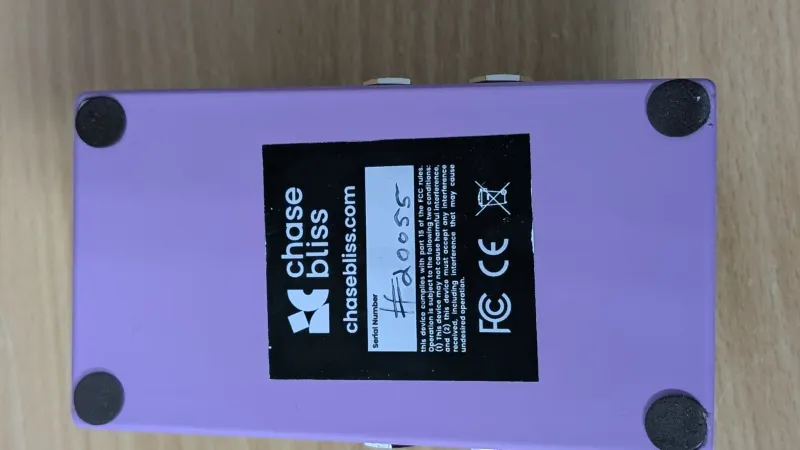 chase
bliss
chasebliss.com
Serial Number
#20055
this device complies with part 15 of the FCC rules.
Operation is subject to the following two conditions:
(1) This device may not cause harmful interference,
and (2) this device must accept any interference
received, including interference that may cause
undesired operation.
FC CE